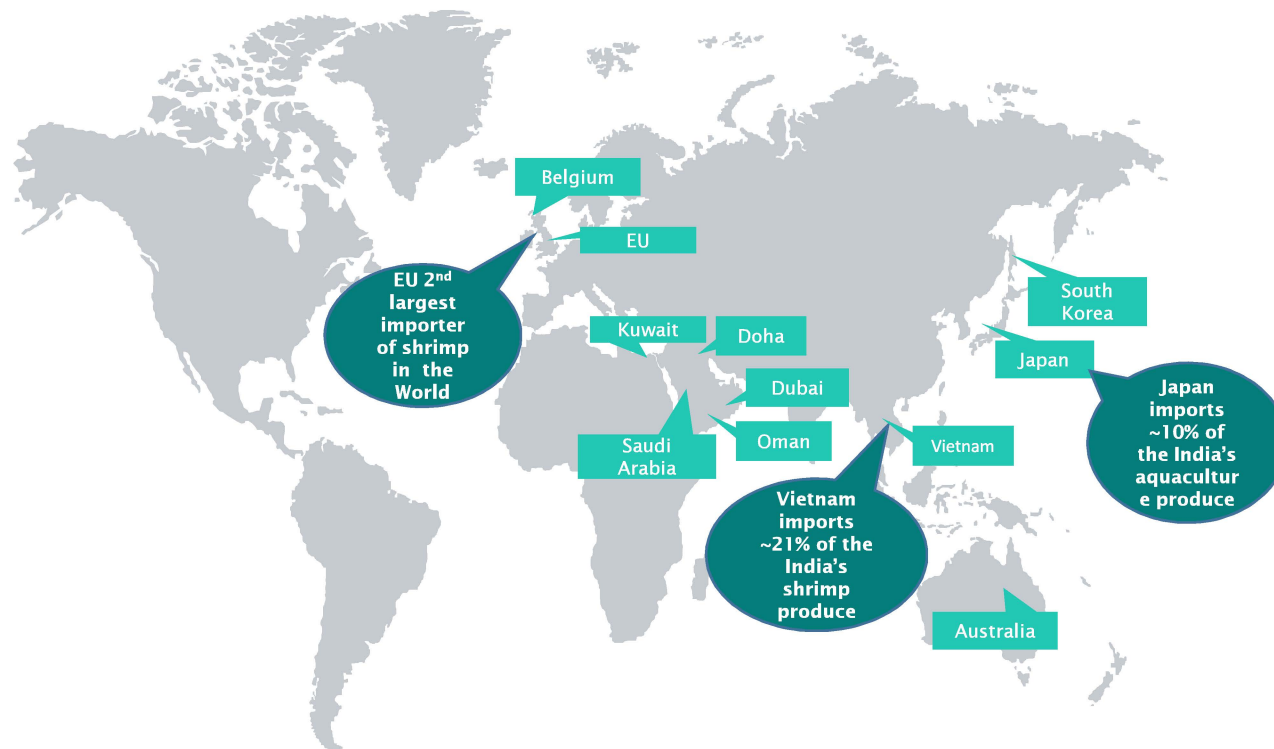 Belgium
EU
EU 2nd
largest
importer
of shrimp
in the
World
Kuwait
Doha
Dubai
Saudi
Arabia
Oman
Vietnam
Vietnam
imports
~21% of the
India’s
shrimp
produce
South
Korea
Japan
Japan
imports
~10% of
the India’s
aquacultur
e produce
Australia